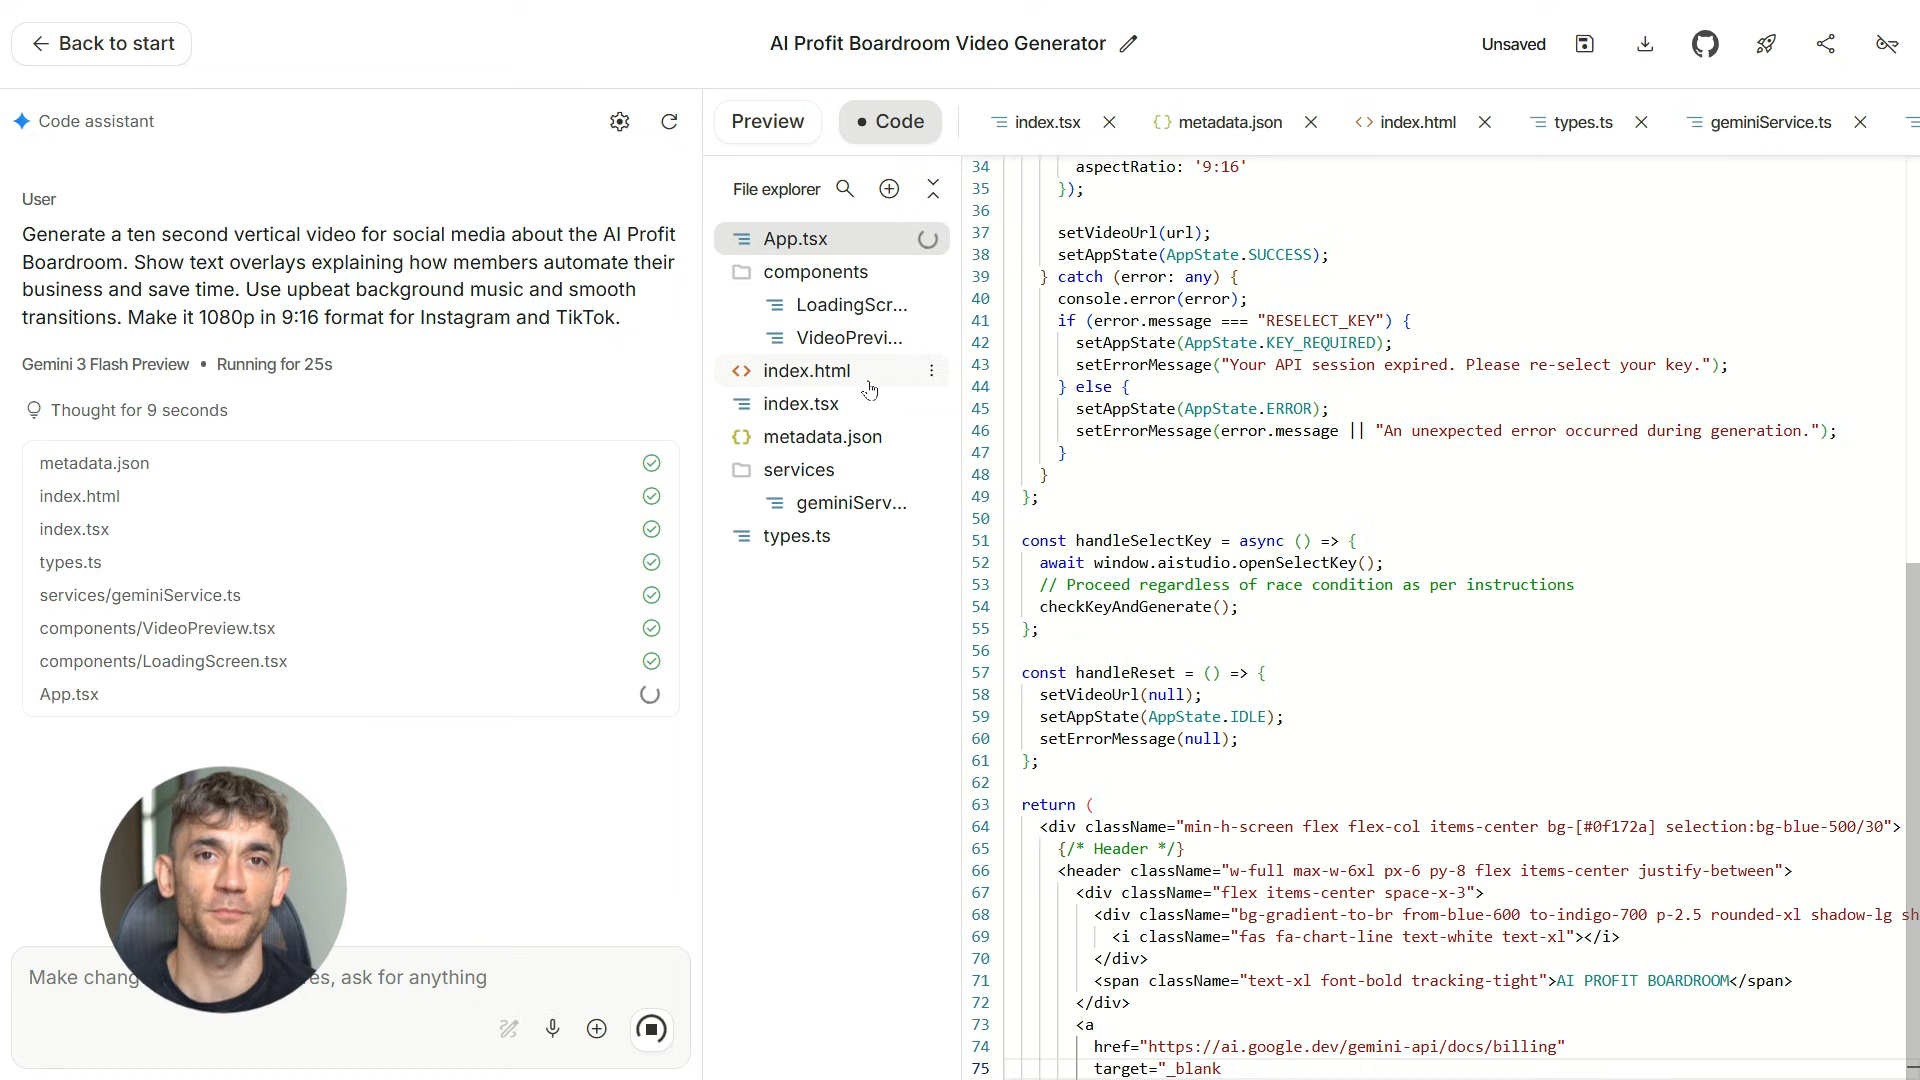 Back to start
AI Profit Boardroom Video Generator
Unsaved
Code assistant
User
Generate a ten second vertical video for social media about the AI Profit
Boardroom. Show text overlays explaining how members automate their
business and save time. Use upbeat background music and smooth
transitions. Make it 1080p in 9:16 format for Instagram and TikTok.
Gemini 3 Flash Preview • Running for 25s
Thought for 9 seconds
metadata.json
index.html
index.tsx
types.ts
services/geminiService.ts
components/VideoPreview.tsx
components/LoadingScreen.tsx
App.tsx
Make chang es, ask for anything
Preview
Code
index.tsx
metadata.json
index.html
types.ts
geminiService.ts
File explorer
App.tsx
components
LoadingScr...
VideoPrevi...
index.html
index.tsx
metadata.json
services
geminiServ...
types.ts
34 aspectRatio: '9:16'
35 });
36
37 setVideoUrl(url);
38 setAppState(AppState.SUCCESS);
39 } catch (error: any) {
40 console.error(error);
41 if (error.message === "RESELECT_KEY") {
42 setAppState(AppState.KEY_REQUIRED);
43 setErrorMessage("Your API session expired. Please re-select your key.");
44 } else {
45 setAppState(AppState.ERROR);
46 setErrorMessage(error.message || "An unexpected error occurred during generation.");
47 }
48 }
49 };
50
51 const handleSelectKey = async () => {
52 await window.aistudio.openSelectKey();
53 // Proceed regardless of race condition as per instructions
54 checkKeyAndGenerate();
55 };
56
57 const handleReset = () => {
58 setVideoUrl(null);
59 setAppState(AppState.IDLE);
60 setErrorMessage(null);
61 };
62
63 return (
64 <div className="min-h-screen flex flex-col items-center bg-[#0f172a] selection:bg-blue-500/30">
65 {/* Header */}
66 <header className="w-full max-w-6xl px-6 py-8 flex items-center justify-between">
67 <div className="flex items-center space-x-3">
68 <div className="bg-gradient-to-br from-blue-600 to-indigo-700 p-2.5 rounded-xl shadow-lg sh
69 <i className="fas fa-chart-line text-white text-xl"></i>
70 </div>
71 <span className="text-xl font-bold tracking-tight">AI PROFIT BOARDROOM</span>
72 </div>
73 <a
74 href="https://ai.google.dev/gemini-api/docs/billing"
75 target="_blank